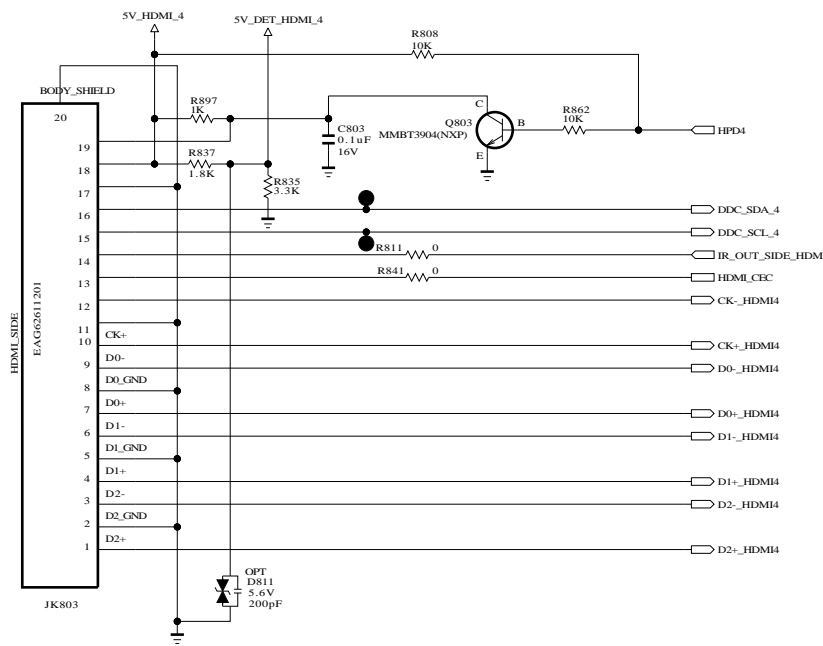 5V_HDMI_4
5V_DET_HDMI_4
R808
10K
BODY_SHIELD
20
R897
1K
C803
0.1uF
16V
C
Q803
MMBT3904(NXP)
B
E
R862
10K
HPD4
19
R837
1.8K
18
R835
3.3K
17
16
DDC_SDA_4
15
DDC_SCL_4
14
R811
0
IR_OUT_SIDE_HDM
13
R841
0
HDMI_CEC
12
CK-_HDMI4
11
CK+
10
CK+_HDMI4
D0-
9
D0-_HDMI4
D0_GND
8
D0+
7
D0+_HDMI4
D1-
6
D1-_HDMI4
D1_GND
5
D1+
4
D1+_HDMI4
D2-
3
D2-_HDMI4
D2_GND
2
D2+
1
D2+_HDMI4
HDMI_SIDE
EAG62611201
JK803
OPT
D811
5.6V
200pF